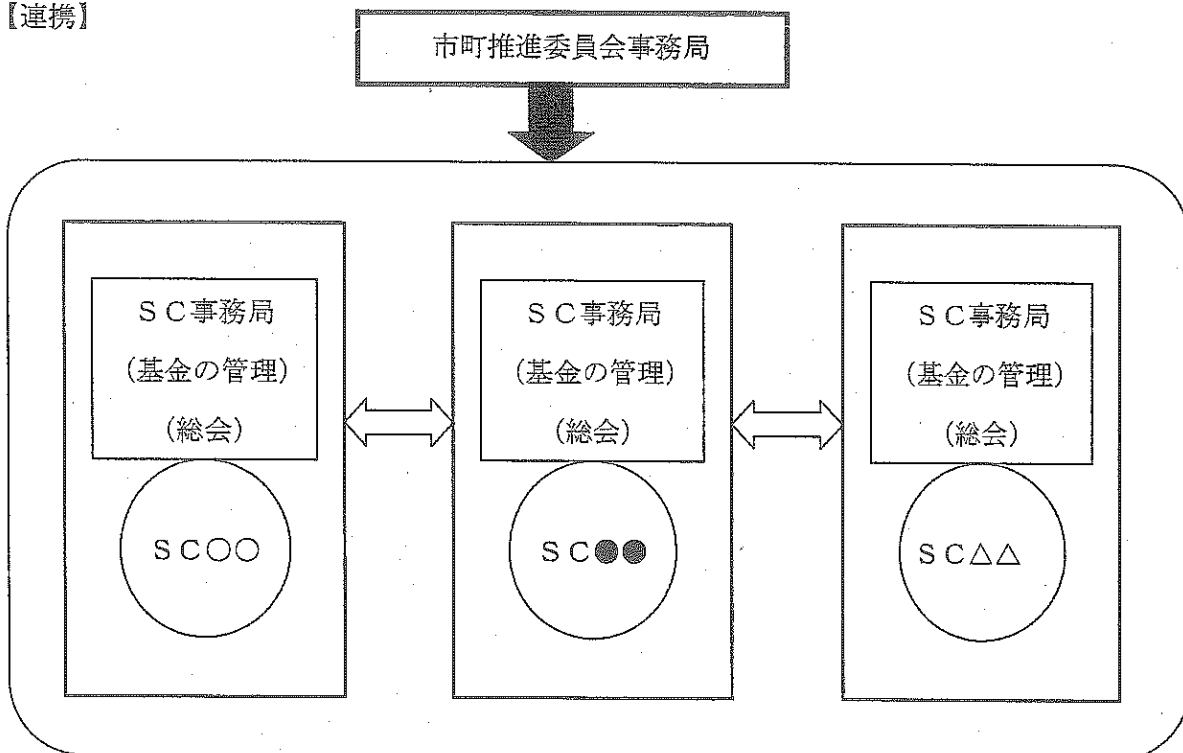 【連携】
市町推進委員会事務局
ＳＣ事務局
(基金の管理)
(総会)
ＳＣ○○
ＳＣ事務局
(基金の管理)
(総会)
ＳＣ●●
ＳＣ事務局
(基金の管理)
(総会)
ＳＣ△△